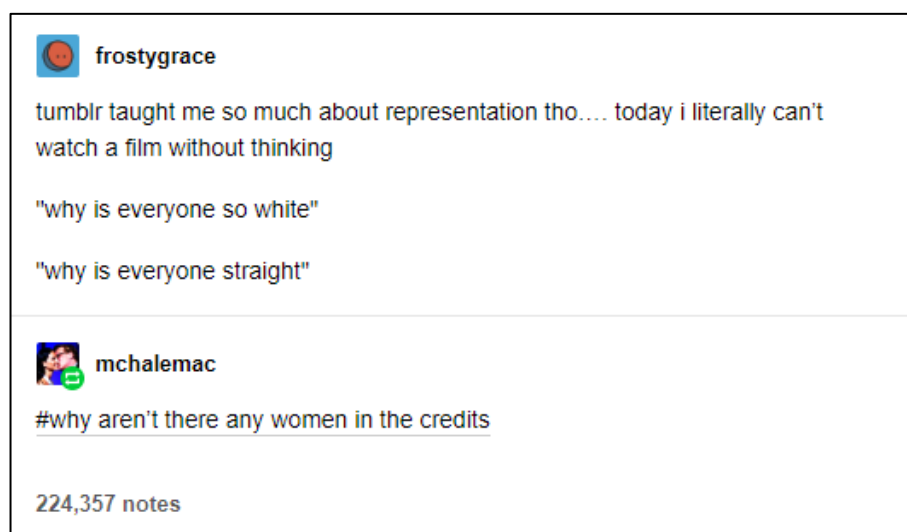 frostygrace
tumblr taught me so much about representation tho.... today i literally can't
watch a film without thinking
"why is everyone so white"
"why is everyone straight"
mchalemac
#why aren't there any women in the credits
224,357 notes